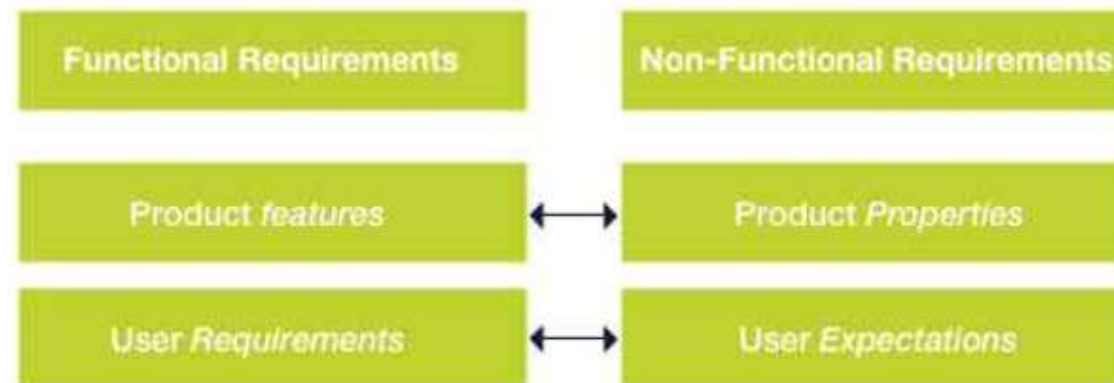 Functional Requirements
Non-Functional Requirements
Product features
Product Properties
User Requirements
User Expectations